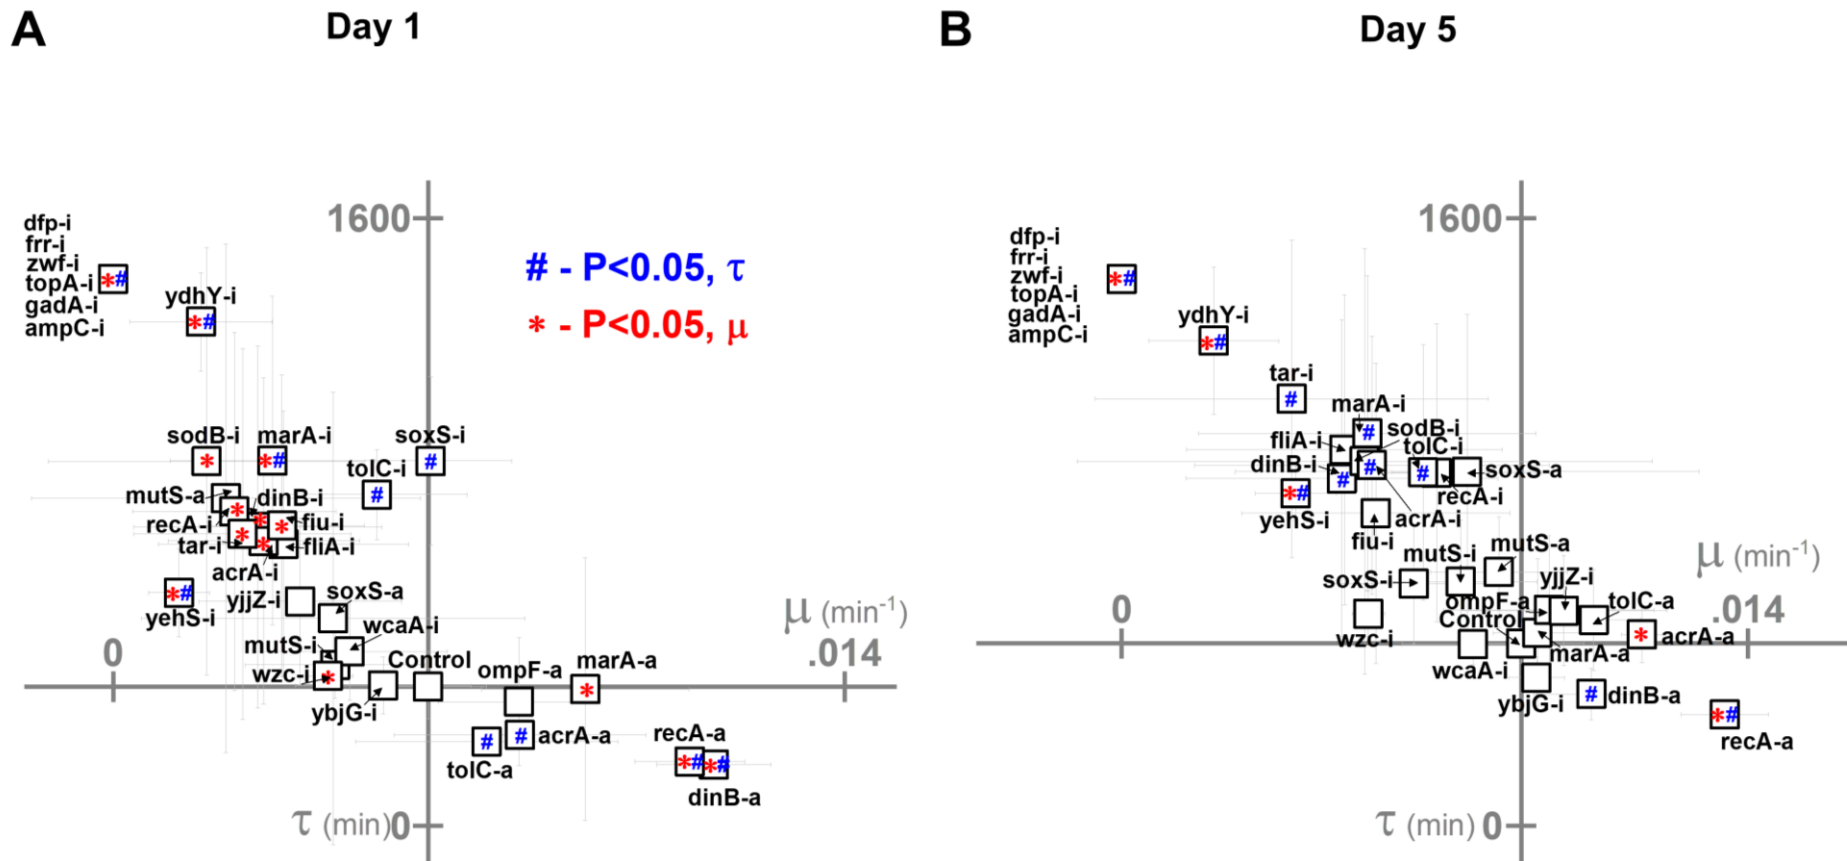 A
Day 1
1600
dfp-i
frr-i
zwf-i
topA-i
gadA-i
ampC-i
*#
ydhY-i
*#
# - P<0.05, τ
* - P<0.05, μ
sodB-i
*
marA-i
*#
soxS-i
#
tolC-i
#
mutS-a
dinB-i
*
recA-i
*
fiu-i
*
tar-i
*
fliA-i
*
acrA-i
*#
yehS-i
yjjZ-i
soxS-a
wcaA-i
mutS-i
wzc-i
*
Control
ybjG-i
ompF-a
marA-a
*
μ (min-1)
0
.014
#
tolC-a
#
acrA-a
recA-a
*#
*#
dinB-a
τ (min)
0
B
Day 5
1600
dfp-i
frr-i
zwf-i
topA-i
gadA-i
ampC-i
*#
ydhY-i
*#
tar-i
#
marA-i
#
fliA-i
sodB-i
tolC-i
#
dinB-i
#
#
soxS-a
recA-i
*#
yehS-i
acrA-i
fiu-i
mutS-i
mutS-a
soxS-i
yjjZ-i
μ (min-1)
0
.014
ompF-a
tolC-a
Control
wzc-i
*
acrA-a
marA-a
wcaA-i
ybjG-i
#
dinB-a
*#
recA-a
τ (min)
0